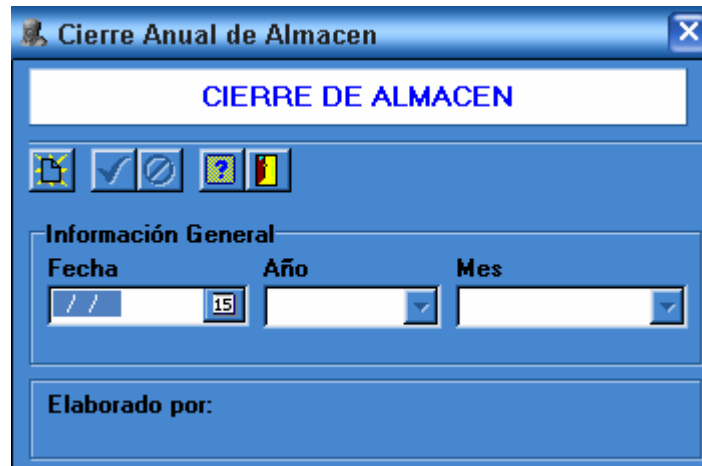 Cierre Anual de Almacen
CIERRE DE ALMACEN
?
Información General
Fecha Año Mes
/ / 15
Elaborado por: